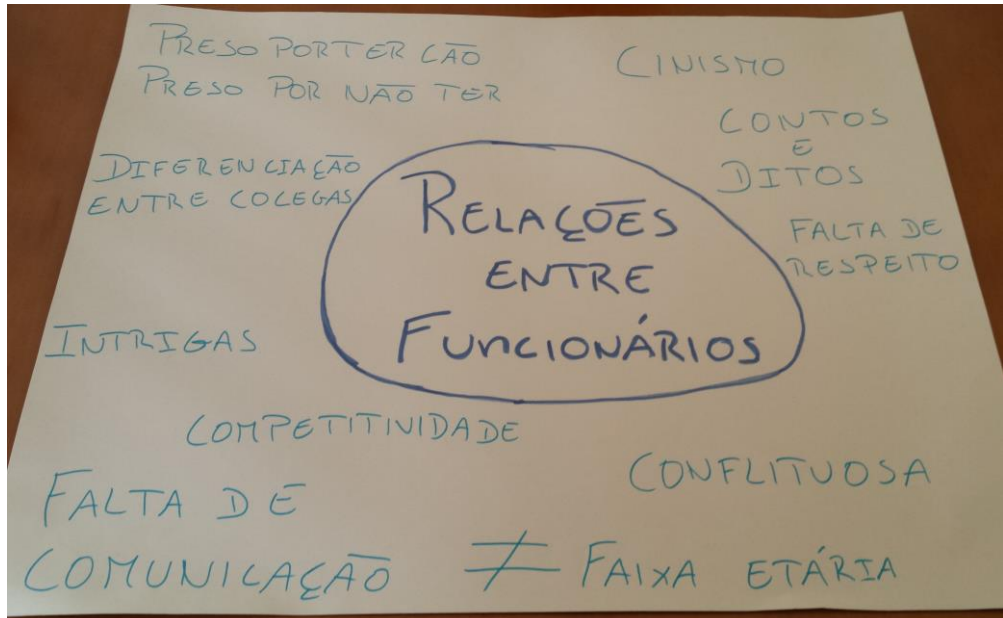 PRESO POR TER CÃO
PRESO POR NÃO TER
CINISMO
CONTOS
E
DITOS
DIFERENCIAÇÃO
ENTRE COLEGAS
RELAÇÕES
ENTRE
FUNCIONÁRIOS
FALTA DE
RESPEITO
INTRIGAS
COMPETITIVIDADE
CONFLITUOSA
FALTA DE
COMUNICAÇÃO
≠ FAIXA ETÁRIA